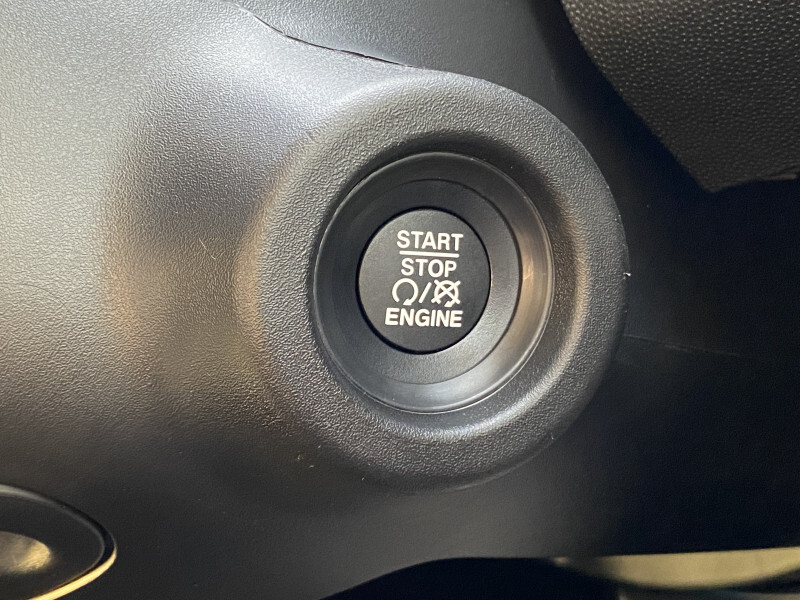 START
STOP
/
ENGINE